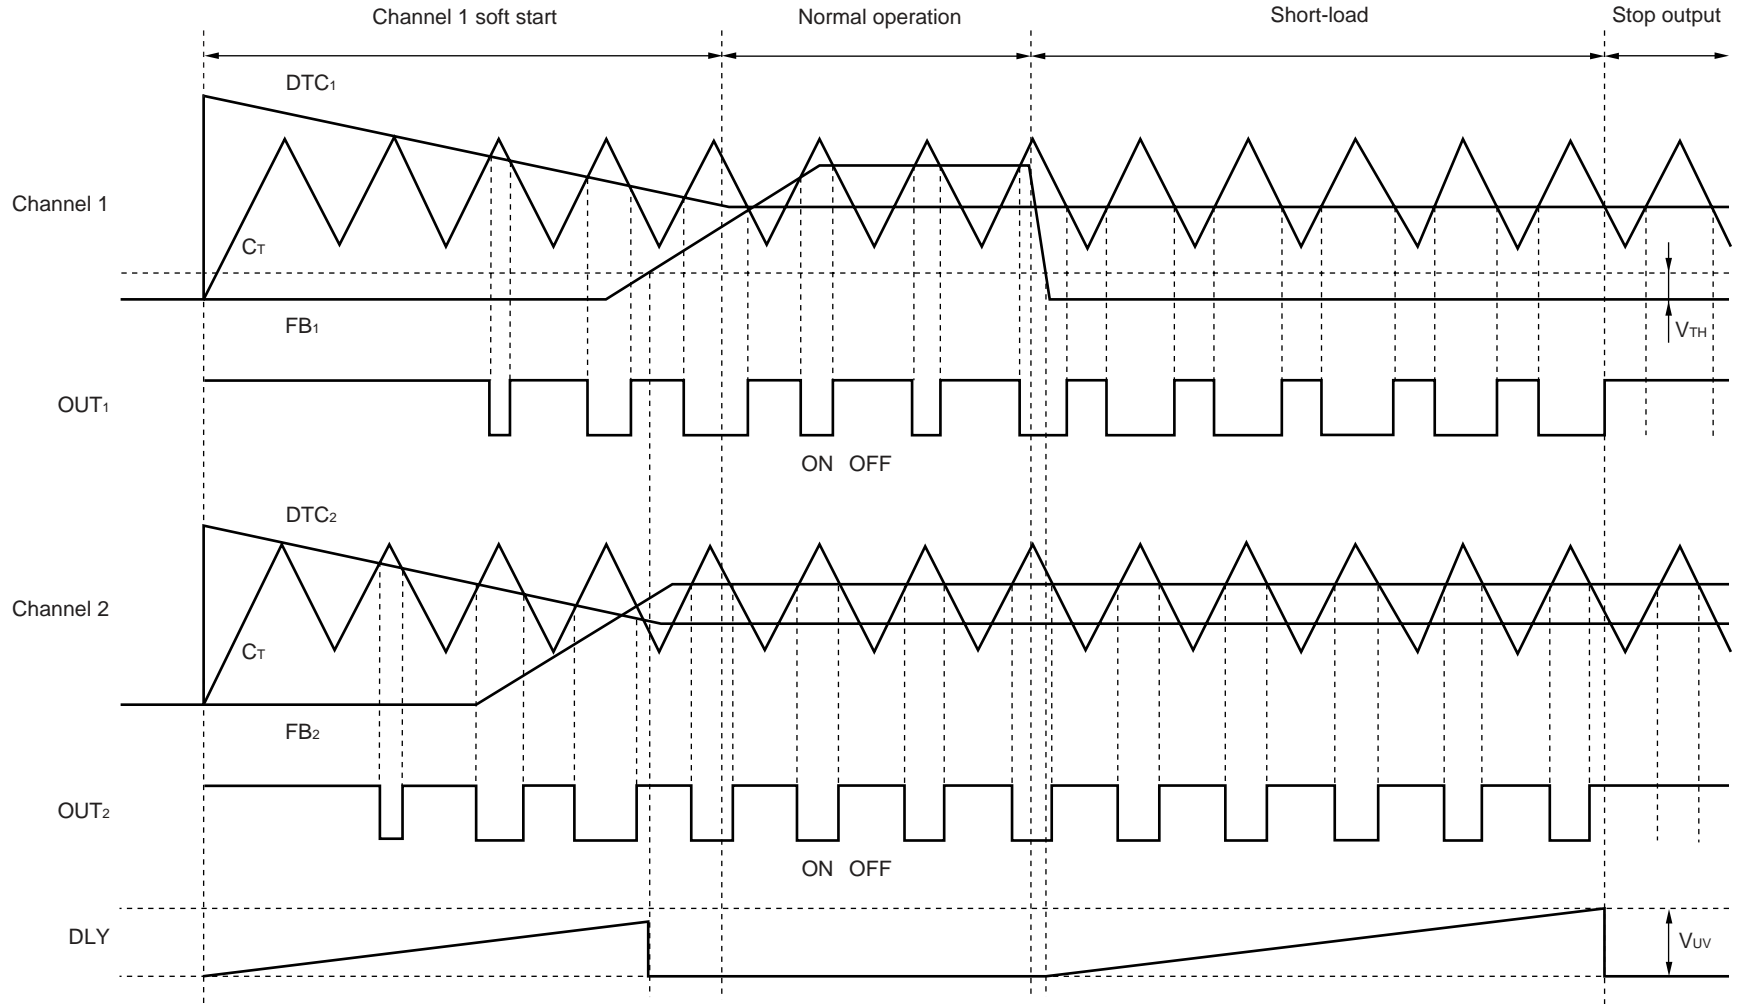 Channel 1 soft start
Normal operation
Short-load
Stop output
DTC1
Channel 1
CT
FB1
VTH
OUT1
ON OFF
DTC2
Channel 2
CT
FB2
OUT2
ON OFF
DLY
VUV